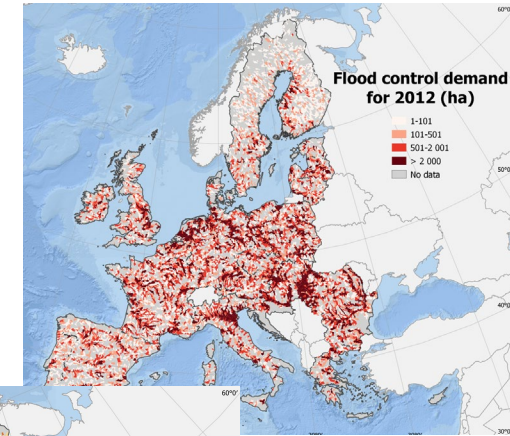 60°0'
Flood control demand
for 2012 (ha)
1-101
101-501
501-2 001
> 2 000
No data
50°0'
40°0'
60°0'
30°0'